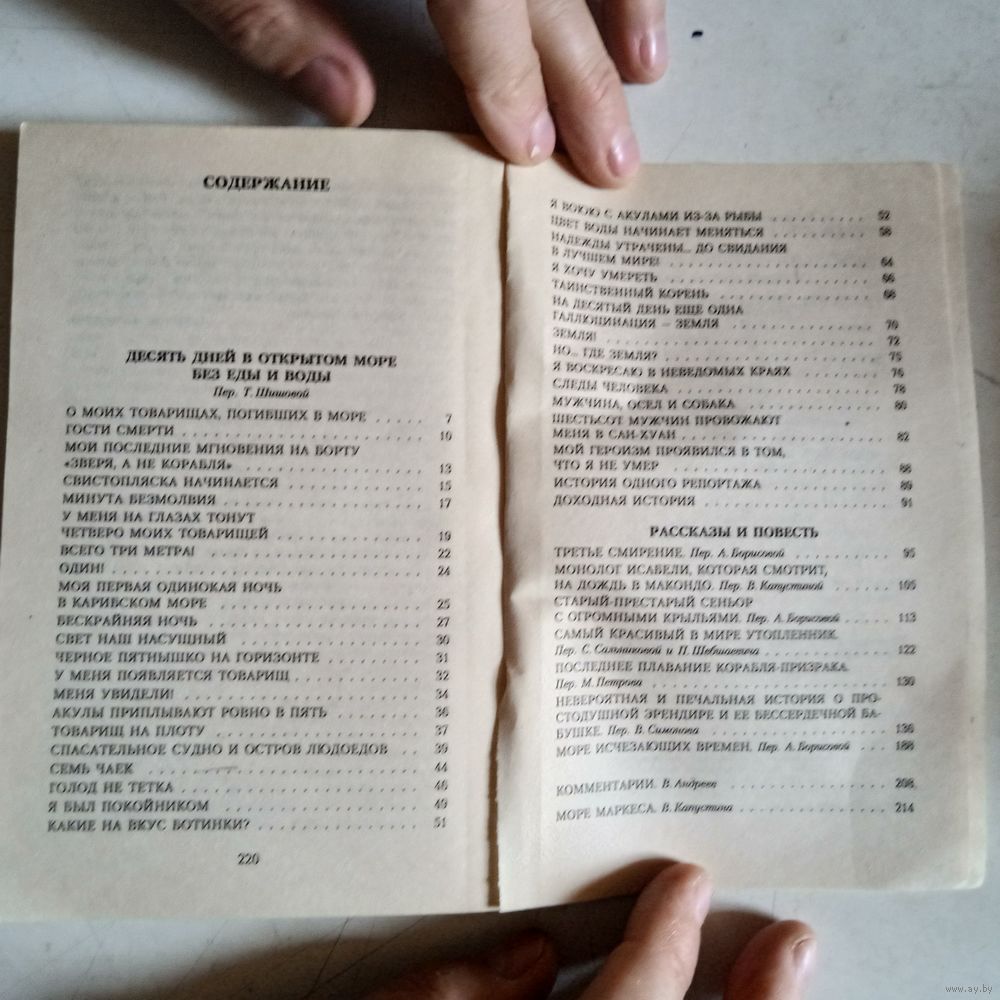 СОДЕРЖАНИЕ
ДЕСЯТЬ ДНЕЙ В ОТКРЫТОМ МОРЕ
БЕЗ ЕДЫ И ВОДЫ
Пер. Т. Шишовой
О МОИХ ТОВАРИЩАХ, ПОГИБШИХ В МОРЕ ..... 7
ГОСТИ СМЕРТИ ..... 10
МОИ ПОСЛЕДНИЕ МГНОВЕНИЯ НА БОРТУ
«ЗВЕРЯ, А НЕ КОРАБЛЯ» ..... 13
СВИСТОПЛЯСКА НАЧИНАЕТСЯ ..... 15
МИНУТА БЕЗМОЛВИЯ ..... 17
У МЕНЯ НА ГЛАЗАХ ТОНУТ
ЧЕТВЕРО МОИХ ТОВАРИЩЕЙ ..... 19
ВСЕГО ТРИ МЕТРА! ..... 22
ОДИН! ..... 24
МОЯ ПЕРВАЯ ОДИНОКАЯ НОЧЬ
В КАРИБСКОМ МОРЕ ..... 25
БЕСКРАЙНЯЯ НОЧЬ ..... 27
СВЕТ НАШ НАСУЩНЫЙ ..... 30
ЧЕРНОЕ ПЯТНЫШКО НА ГОРИЗОНТЕ ..... 31
У МЕНЯ ПОЯВЛЯЕТСЯ ТОВАРИЩ ..... 32
МЕНЯ УВИДЕЛИ! ..... 34
АКУЛЫ ПРИПЛЫВАЮТ РОВНО В ПЯТЬ ..... 36
ТОВАРИЩ НА ПЛОТУ ..... 37
СПАСАТЕЛЬНОЕ СУДНО И ОСТРОВ ЛЮДОЕДОВ .. 39
СЕМЬ ЧАЕК ..... 44
ГОЛОД НЕ ТЕТКА ..... 46
Я БЫЛ ПОКОЙНИКОМ ..... 49
КАКИЕ НА ВКУС БОТИНКИ? ..... 51
220
Я ВОЮЮ С АКУЛАМИ ИЗ-ЗА РЫБЫ ..... 52
ЦВЕТ ВОДЫ НАЧИНАЕТ МЕНЯТЬСЯ ..... 58
НАДЕЖДЫ УТРАЧЕНЫ... ДО СВИДАНИЯ
В ЛУЧШЕМ МИРЕ! ..... 64
Я ХОЧУ УМЕРЕТЬ ..... 66
ТАИНСТВЕННЫЙ КОРЕНЬ ..... 68
НА ДЕСЯТЫЙ ДЕНЬ ЕЩЕ ОДНА
ГАЛЛЮЦИНАЦИЯ — ЗЕМЛЯ ..... 70
ЗЕМЛЯ! ..... 72
НО... ГДЕ ЗЕМЛЯ? ..... 75
Я ВОСКРЕСАЮ В НЕВЕДОМЫХ КРАЯХ ..... 76
СЛЕДЫ ЧЕЛОВЕКА ..... 78
МУЖЧИНА, ОСЕЛ И СОБАКА ..... 80
ШЕСТЬСОТ МУЖЧИН ПРОВОЖАЮТ
МЕНЯ В САН-ХУАН ..... 82
МОЙ ГЕРОИЗМ ПРОЯВИЛСЯ В ТОМ,
ЧТО Я НЕ УМЕР ..... 88
ИСТОРИЯ ОДНОГО РЕПОРТАЖА ..... 89
ДОХОДНАЯ ИСТОРИЯ ..... 91
РАССКАЗЫ И ПОВЕСТЬ
ТРЕТЬЕ СМИРЕНИЕ. Пер. А. Борисовой ..... 95
МОНОЛОГ ИСАБЕЛИ, КОТОРАЯ СМОТРИТ,
НА ДОЖДЬ В МАКОНДО. Пер. В. Капустиной ..... 105
СТАРЫЙ-ПРЕСТАРЫЙ СЕНЬОР
С ОГРОМНЫМИ КРЫЛЬЯМИ. Пер. А. Борисовой ..... 113
САМЫЙ КРАСИВЫЙ В МИРЕ УТОПЛЕННИК.
Пер. С. Сальниковой и П. Шебшаевича ..... 122
ПОСЛЕДНЕЕ ПЛАВАНИЕ КОРАБЛЯ-ПРИЗРАКА.
Пер. М. Петрова ..... 130
НЕВЕРОЯТНАЯ И ПЕЧАЛЬНАЯ ИСТОРИЯ О ПРО-
СТОДУШНОЙ ЭРЕНДИРЕ И ЕЕ БЕССЕРДЕЧНОЙ БА-
БУШКЕ. Пер. В. Симонова ..... 136
МОРЕ ИСЧЕЗАЮЩИХ ВРЕМЕН. Пер. А. Борисовой ... 188
КОММЕНТАРИИ. В. Андреев ..... 208
МОРЕ МАРКЕСА. В. Капустина ..... 214
www.ay.by